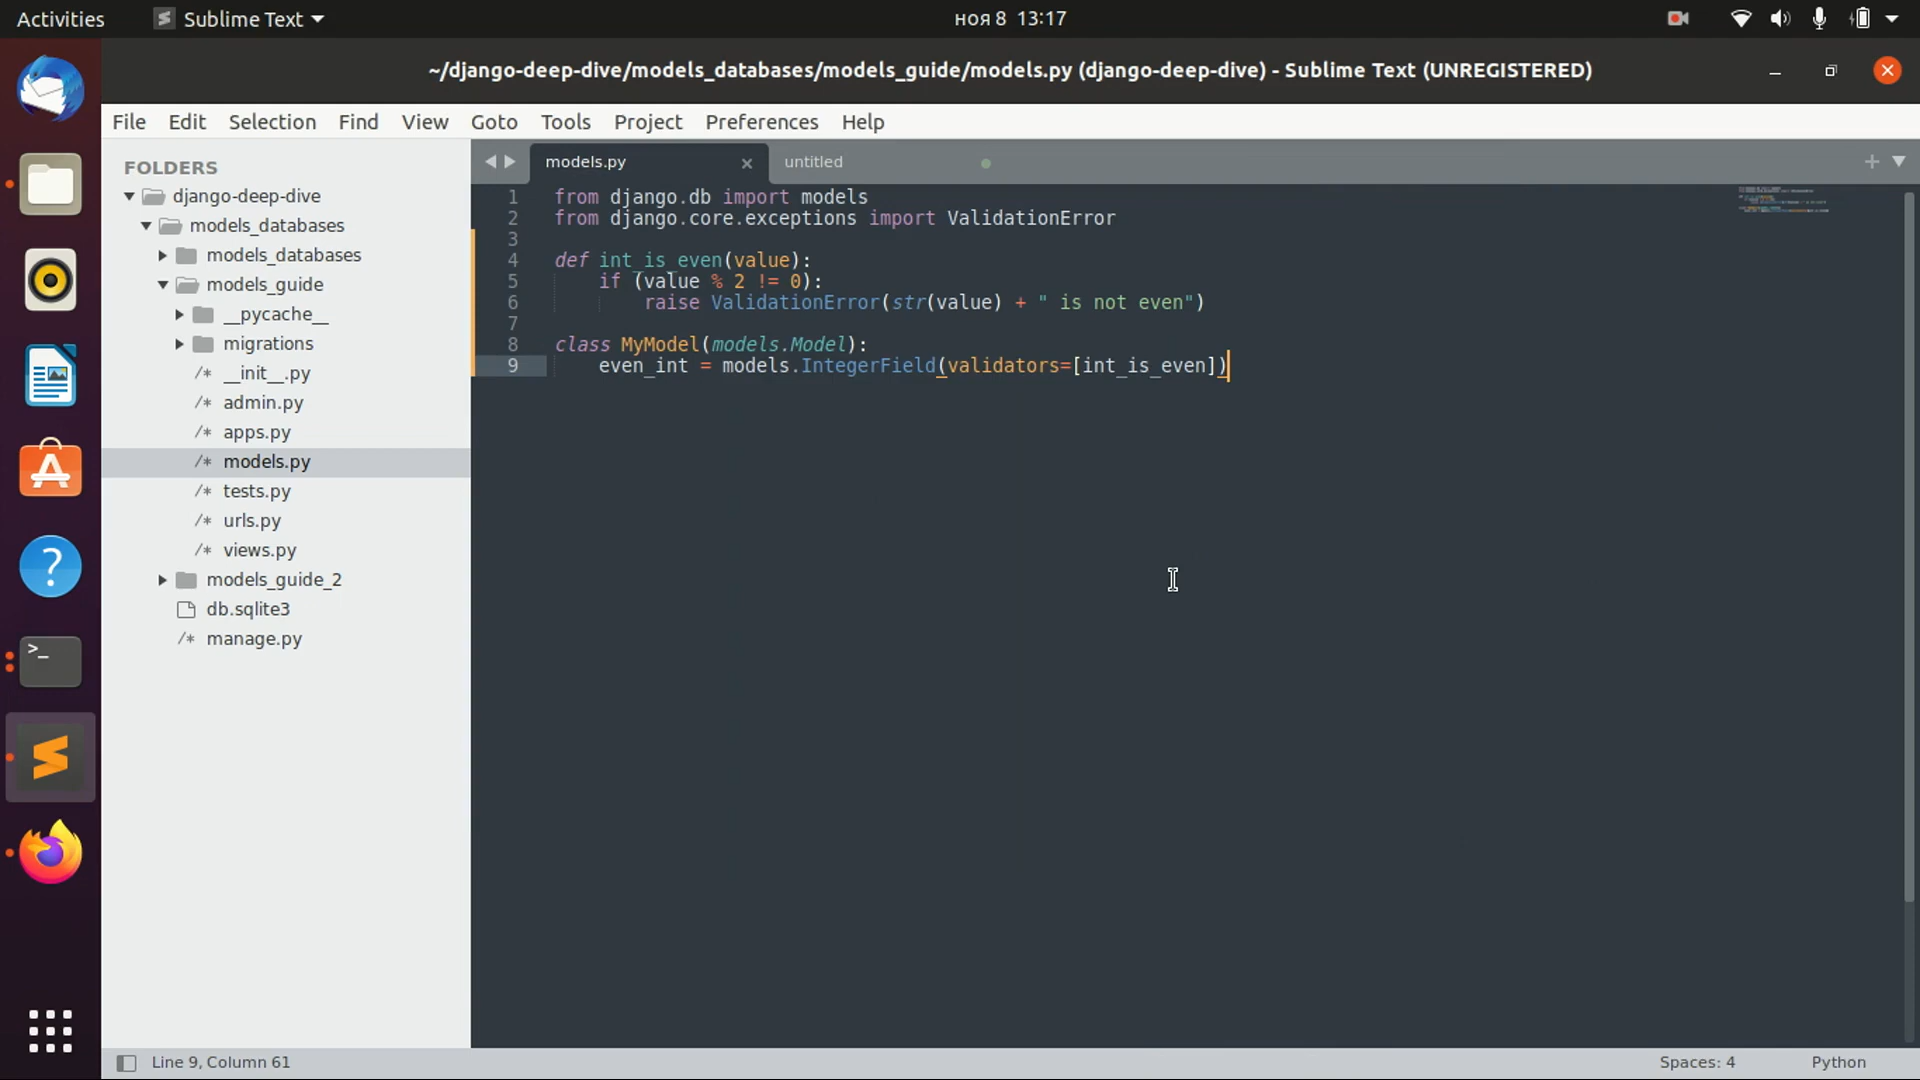 Activities
Sublime Text
ноя 8 13:17
~/django-deep-dive/models_databases/models_guide/models.py (django-deep-dive) - Sublime Text (UNREGISTERED)
File Edit Selection Find View Goto Tools Project Preferences Help
FOLDERS
django-deep-dive
models_databases
models_databases
models_guide
__pycache__
migrations
/* __init__.py
/* admin.py
/* apps.py
/* models.py
/* tests.py
/* urls.py
/* views.py
models_guide_2
db.sqlite3
/* manage.py
models.py
untitled
1 from django.db import models
2 from django.core.exceptions import ValidationError
3
4 def int_is_even(value):
5     if (value % 2 != 0):
6         raise ValidationError(str(value) + " is not even")
7
8 class MyModel(models.Model):
9     even_int = models.IntegerField(validators=[int_is_even])
Line 9, Column 61
Spaces: 4
Python